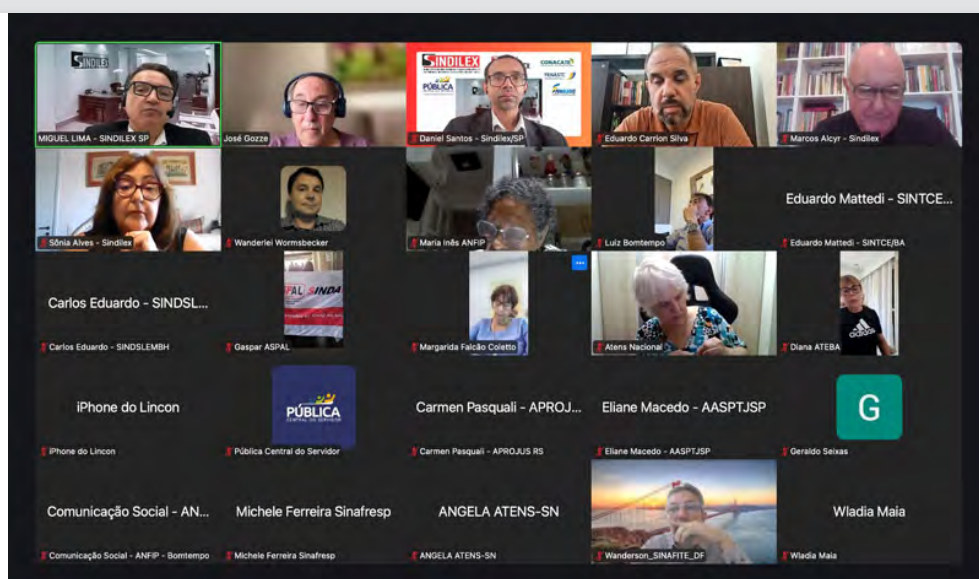 SINDILEX
MIGUEL LIMA - SINDILEX SP
José Gozze
SINDILEX
PÚBLICA
CONACATE
FENASTC
Daniel Santos - Sindilex/SP
Eduardo Carrion Silva
Marcos Alcyr - Sindilex
Sônia Alves - Sindilex
Wanderlei Wormsbecker
Maria Inês ANFIP
Luiz Bomtempo
Eduardo Mattedi - SINTCE...
Eduardo Mattedi - SINTCE/BA
Carlos Eduardo - SINDSL...
Carlos Eduardo - SINDSLEMBH
PAL SINDA
Gaspar ASPAL
Margarida Falcão Coletto
Atens Nacional
adidas
Diana ATEBA
iPhone do Lincon
iPhone do Lincon
PÚBLICA
CENTRAL DO SERVIDOR
Pública Central do Servidor
Carmen Pasquali - APROJ...
Carmen Pasquali - APROJUS RS
Eliane Macedo - AASPTJSP
Eliane Macedo - AASPTJSP
G
Geraldo Seixas
Comunicação Social - AN...
Comunicação Social - ANFIP - Bomtempo
Michele Ferreira Sinafresp
Michele Ferreira Sinafresp
ANGELA ATENS-SN
ANGELA ATENS-SN
Wanderson_SINAFITE_DF
Wladia Maia
Wladia Maia